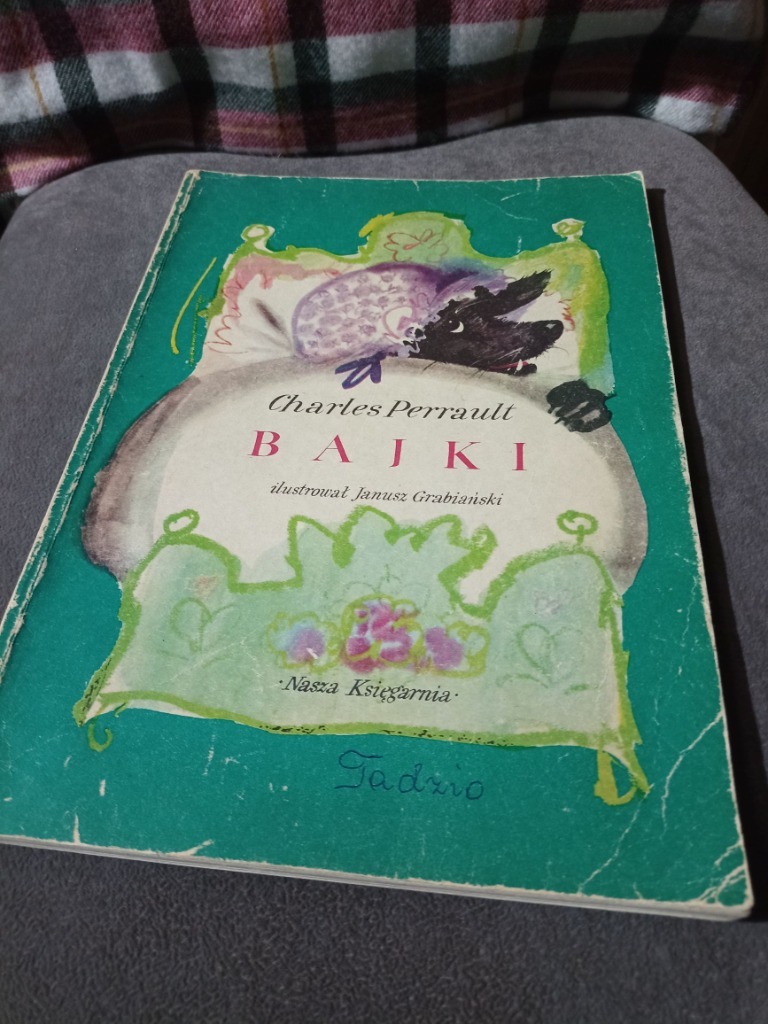 Charles Perrault
BAJKI
ilustrował Janusz Grabiański
·Nasza Księgarnia·
Tadzio